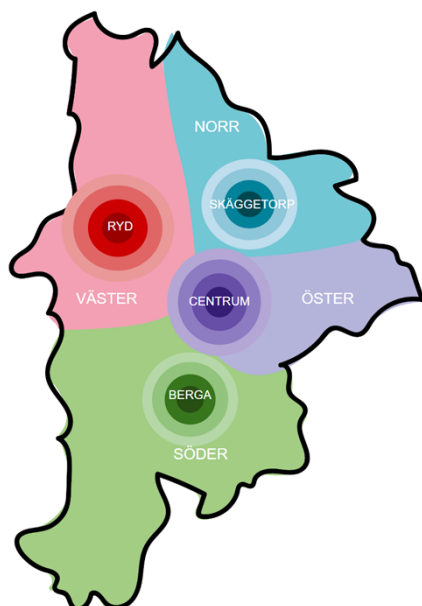 NORR
SKÄGGETORP
RYD
VÄSTER
CENTRUM
ÖSTER
BERGA
SÖDER